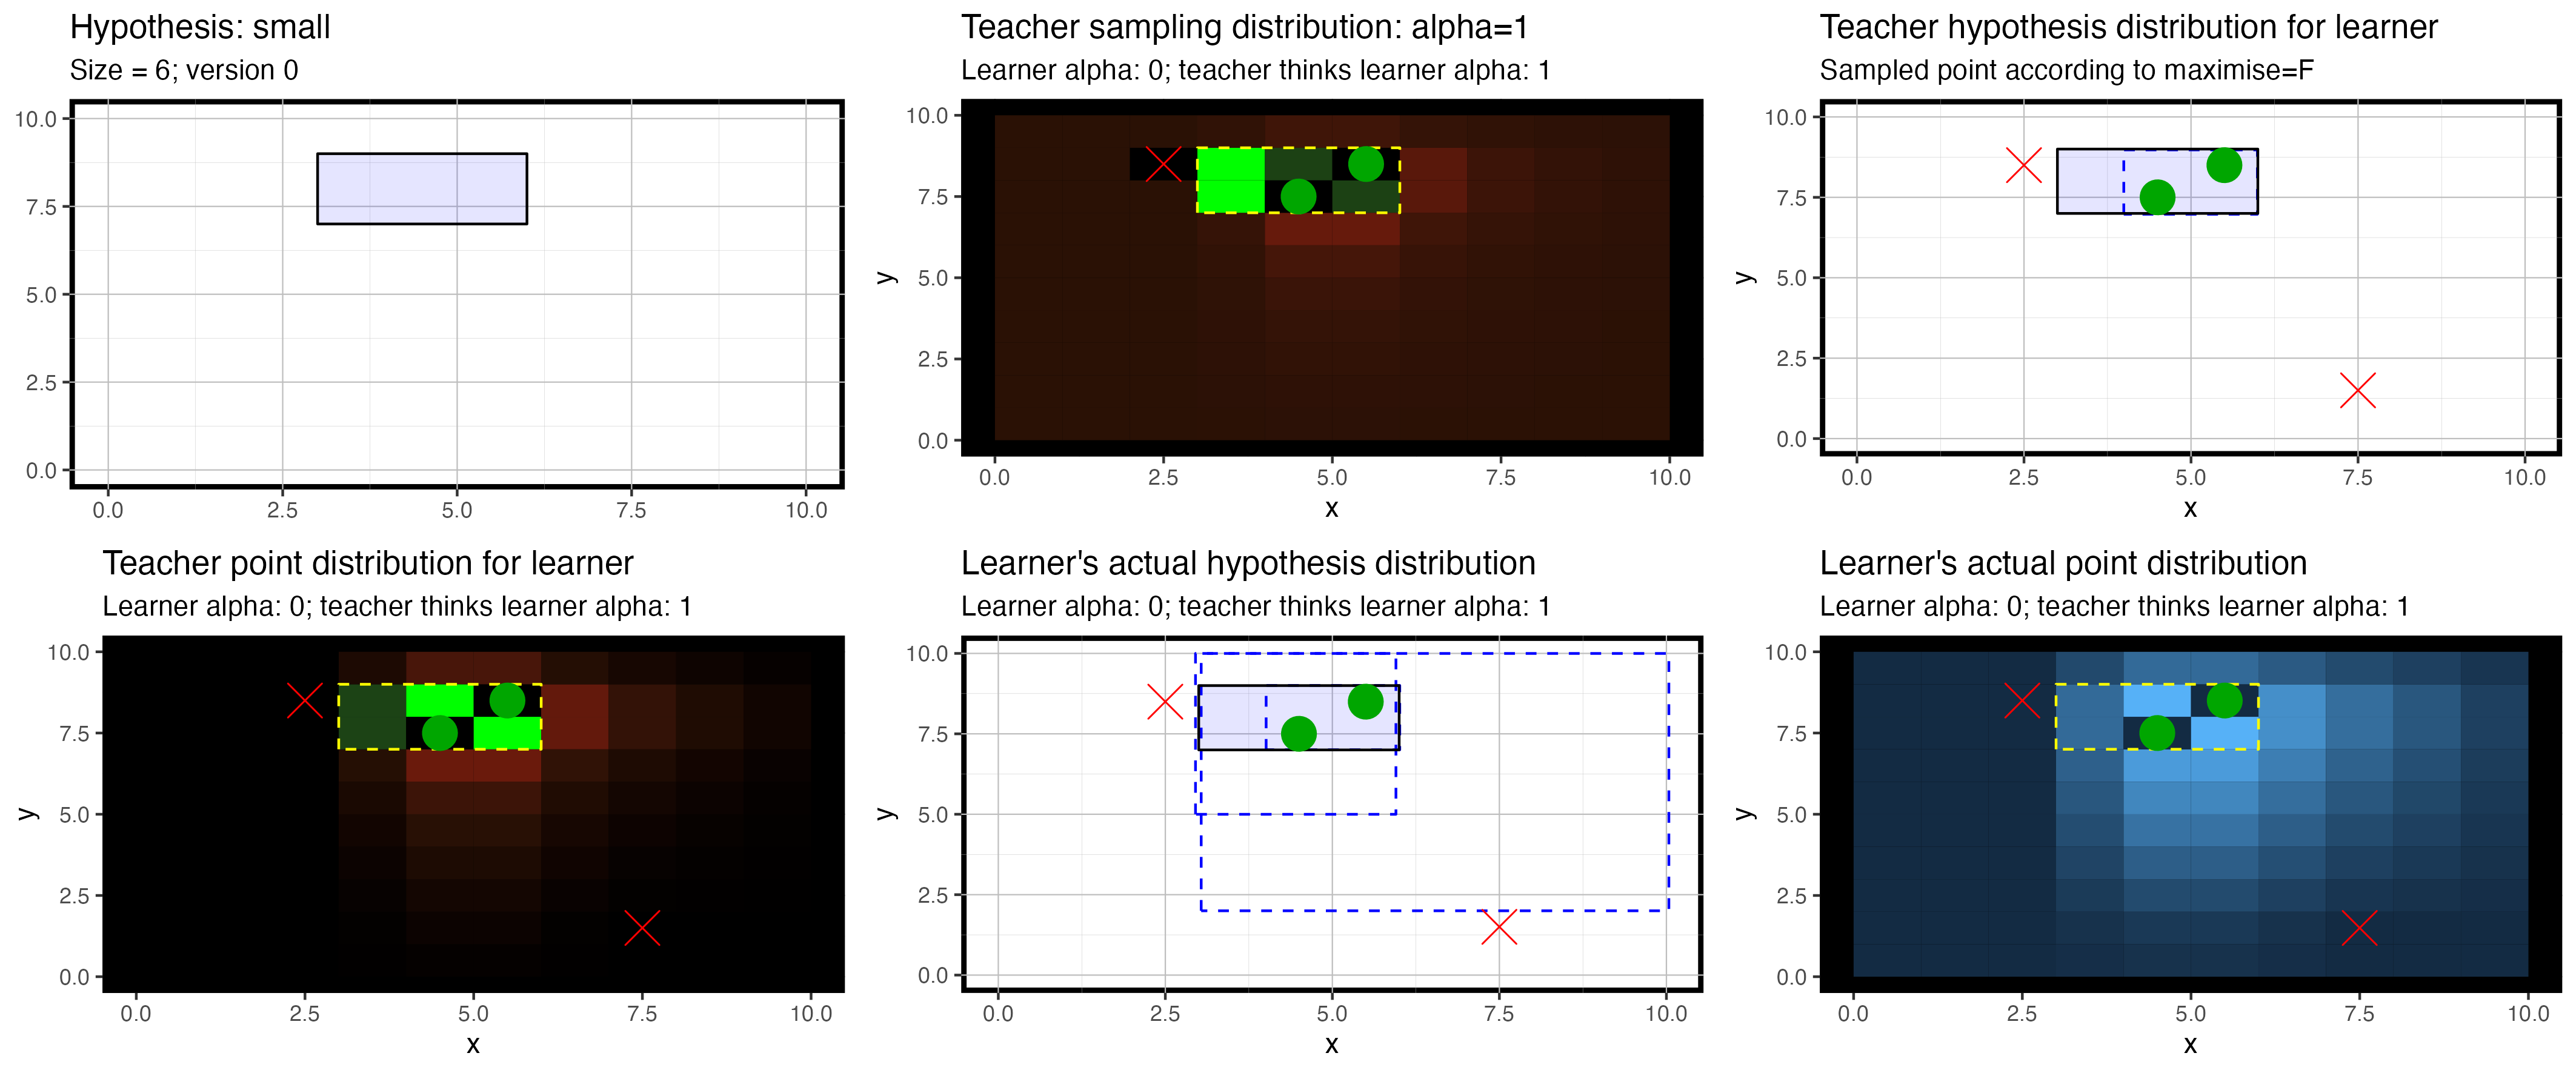 Hypothesis: small
Size = 6; version 0
10.0
7.5
5.0
2.5
0.0
0.0 2.5 5.0 7.5 10.0
Teacher sampling distribution: alpha=1
Learner alpha: 0; teacher thinks learner alpha: 1
y
10.0
7.5
5.0
2.5
0.0
0.0 2.5 5.0 7.5 10.0
x
Teacher hypothesis distribution for learner
Sampled point according to maximise=F
y
10.0
7.5
5.0
2.5
0.0
0.0 2.5 5.0 7.5 10.0
x
Teacher point distribution for learner
Learner alpha: 0; teacher thinks learner alpha: 1
y
10.0
7.5
5.0
2.5
0.0
0.0 2.5 5.0 7.5 10.0
x
Learner's actual hypothesis distribution
Learner alpha: 0; teacher thinks learner alpha: 1
y
10.0
7.5
5.0
2.5
0.0
0.0 2.5 5.0 7.5 10.0
x
Learner's actual point distribution
Learner alpha: 0; teacher thinks learner alpha: 1
y
10.0
7.5
5.0
2.5
0.0
0.0 2.5 5.0 7.5 10.0
x